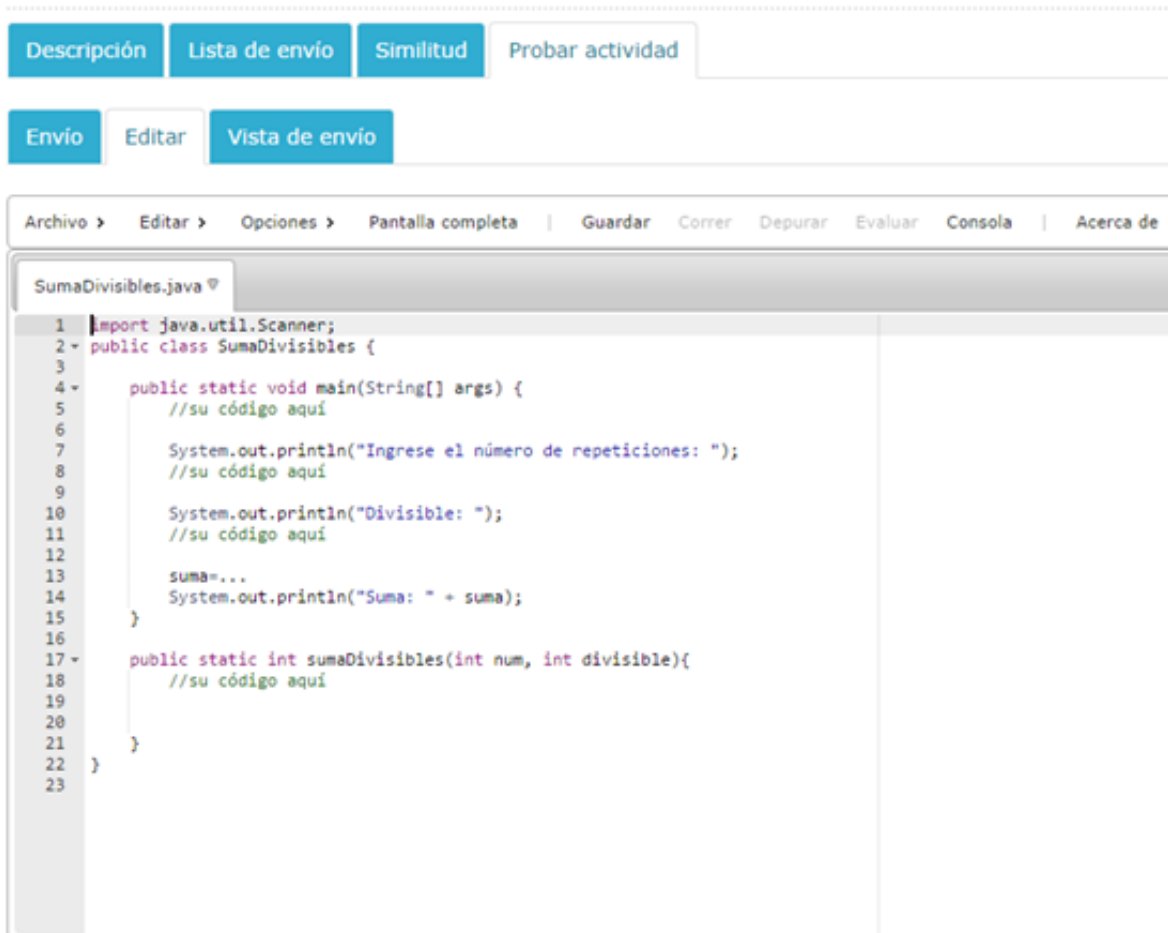 Descripción Lista de envío Similitud Probar actividad
Envío Editar Vista de envío
Archivo > Editar > Opciones > Pantalla completa | Guardar Correr Depurar Evaluar Consola | Acerca de
SumaDivisibles.java
1 import java.util.Scanner;
2 public class SumaDivisibles {
3
4 public static void main(String[] args) {
5 //su código aquí
6
7 System.out.println("Ingrese el número de repeticiones: ");
8 //su código aquí
9
10 System.out.println("Divisible: ");
11 //su código aquí
12
13 suma=...
14 System.out.println("Suma: " + suma);
15 }
16
17 public static int sumaDivisibles(int num, int divisible){
18 //su código aquí
19
20
21 }
22 }
23